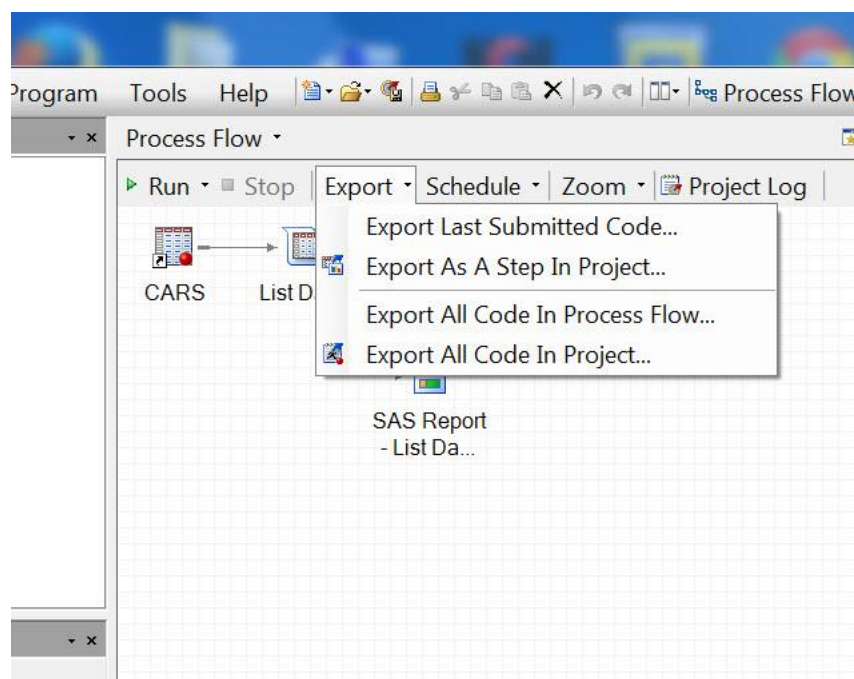 Program Tools Help Process Flow
Process Flow
Run Stop Export Schedule Zoom Project Log
Export Last Submitted Code...
Export As A Step In Project...
CARS List D
Export All Code In Process Flow...
Export All Code In Project...
SAS Report
- List Da...